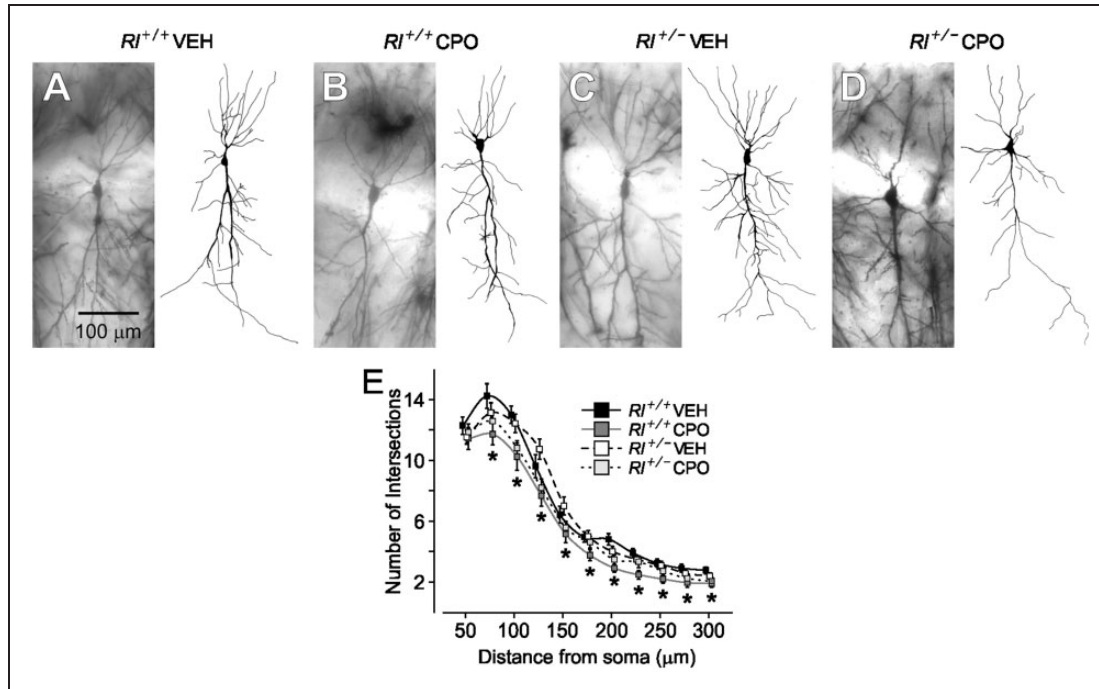 RI+/+ VEH
RI+/+ CPO
RI+/- VEH
RI+/- CPO
A
B
C
D
100 μm
E
Number of Intersections
14
10
6
2
RI+/+ VEH
RI+/+ CPO
RI+/- VEH
RI+/- CPO
* * * * * * * * * *
50 100 150 200 250 300
Distance from soma (μm)